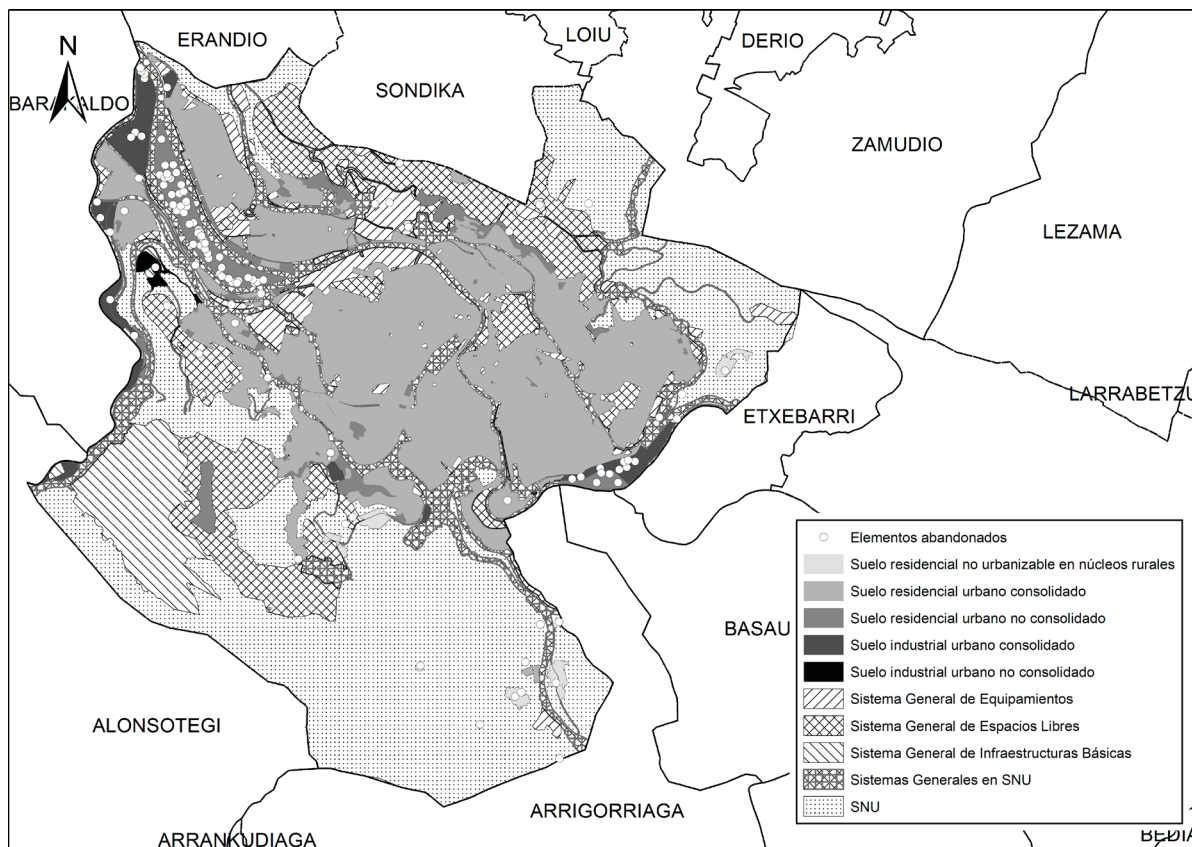 ERANDIO
LOIU
DERIO
N
SONDIKA
BARAKALDO
ZAMUDIO
LEZAMA
LARRABETZU
ETXEBARRI
Elementos abandonados
Suelo residencial no urbanizable en núcleos rurales
Suelo residencial urbano consolidado
Suelo residencial urbano no consolidado
BASAU
Suelo industrial urbano consolidado
Suelo industrial urbano no consolidado
Sistema General de Equipamientos
ALONSOTEGI
Sistema General de Espacios Libres
Sistema General de Infraestructuras Básicas
Sistemas Generales en SNU
SNU
ARRIGORRIAGA
ARRANKUDIAGA
BEDIA